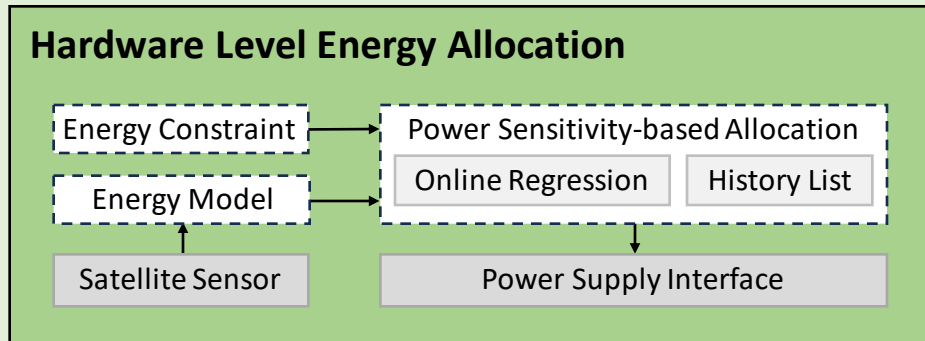 Hardware Level Energy Allocation
Energy Constraint
Power Sensitivity-based Allocation
Online Regression
History List
Energy Model
Satellite Sensor
Power Supply Interface